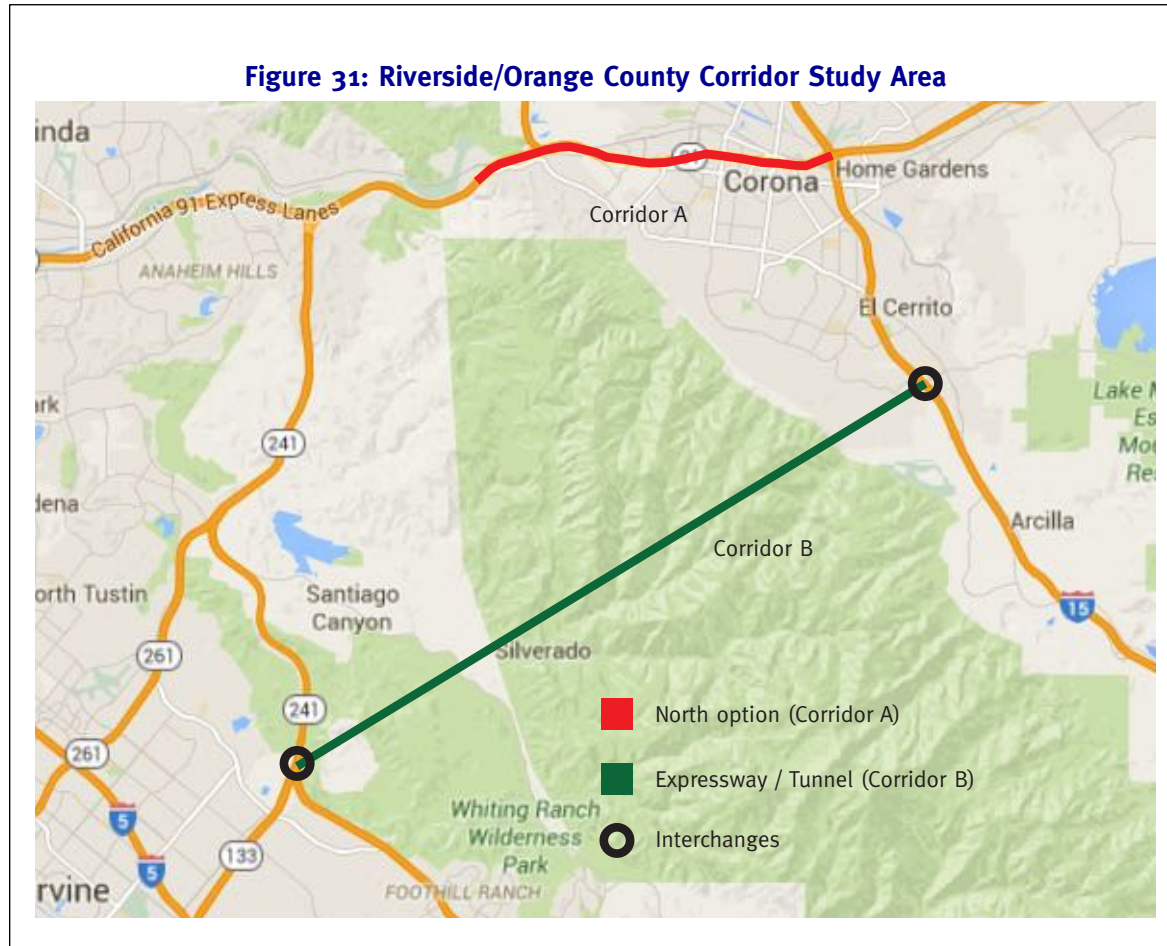 Figure 31: Riverside/Orange County Corridor Study Area
inda
Home Gardens
Corona
Corridor A
California 91 Express Lanes
ANAHEIM HILLS
El Cerrito
ark
Lake M
Es
Mo
Re
241
dena
Arcilla
Corridor B
orth Tustin
Santiago
Canyon
15
261
Silverado
241
North option (Corridor A)
261
Expressway / Tunnel (Corridor B)
5
Whiting Ranch
Wilderness
Park
Interchanges
133
5
rvine
FOOTHILL RANCH